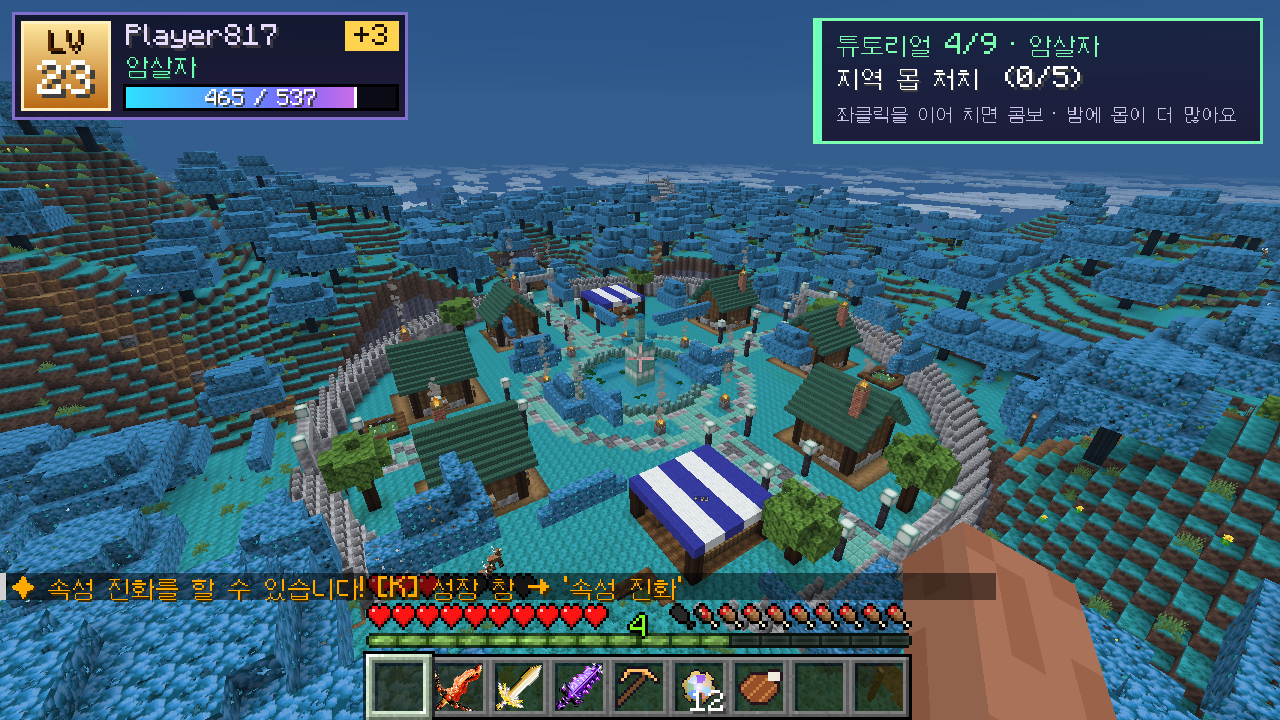 LV
23
Player817
+3
암살자
465 / 537
튜토리얼 4/9 · 암살자
지역 몹 처치 (0/5)
좌클릭을 이어 치면 콤보 · 밤에 몹이 더 많아요
✦ 속성 진화를 할 수 있습니다! [K] 성장 창 → '속성 진화'
4
12